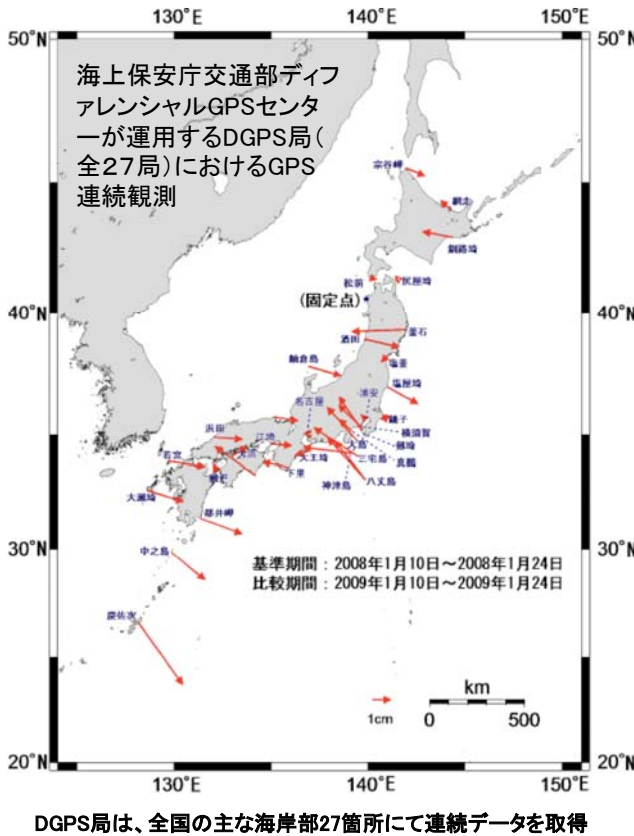 130°E
140°E
150°E
50°N
50°N
海上保安庁交通部ディフ
ァレンシャルGPSセンタ
ーが運用するDGPS局(
全27局)におけるGPS
連続観測
宗谷岬
網走
釧路埼
松前
尻屋埼
(固定点)
40°N
40°N
釜石
酒田
塩釜
舳倉島
塩屋埼
名古屋
浦安
浜田
江埼
大浜
犬吠
横須賀
剱埼
真鶴
大島
若宮
瀬戸
大王埼
三宅島
下里
八丈島
神津島
大瀬埼
都井岬
30°N
30°N
中之島
基準期間:2008年1月10日~2008年1月24日
比較期間:2009年1月10日~2009年1月24日
慶佐次
km
1cm
0
500
20°N
20°N
130°E
140°E
150°E
DGPS局は、全国の主な海岸部27箇所にて連続データを取得